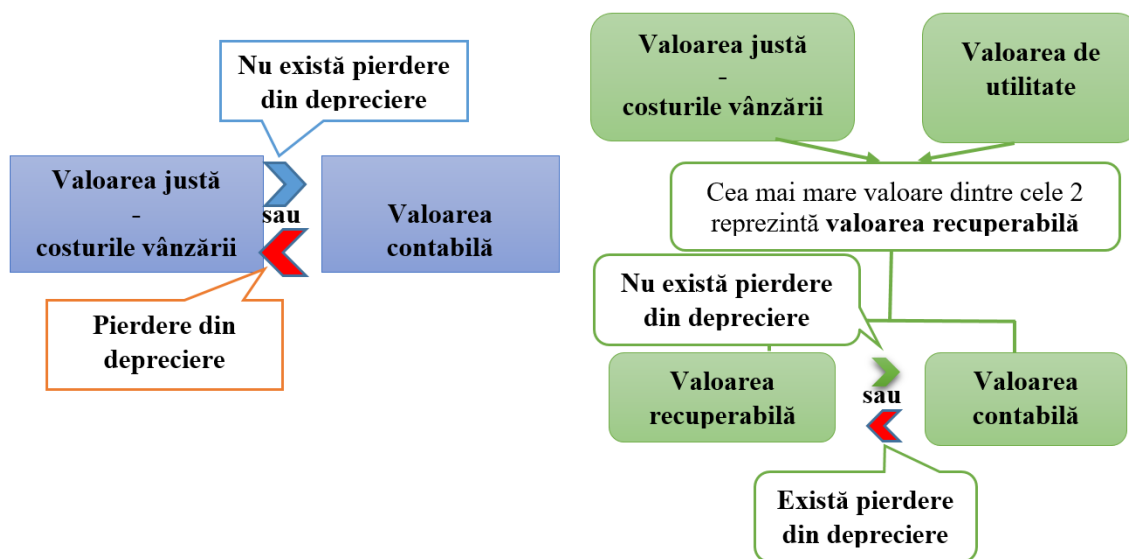 Nu există pierdere
din depreciere
Valoarea justă
-
costurile vânzării
sau
Valoarea
contabilă
Pierdere din
depreciere
Valoarea justă
-
costurile vânzării
Valoarea de
utilitate
Cea mai mare valoare dintre cele 2
reprezintă valoarea recuperabilă
Nu există pierdere
din depreciere
Valoarea
recuperabilă
sau
Valoarea
contabilă
Există pierdere
din depreciere